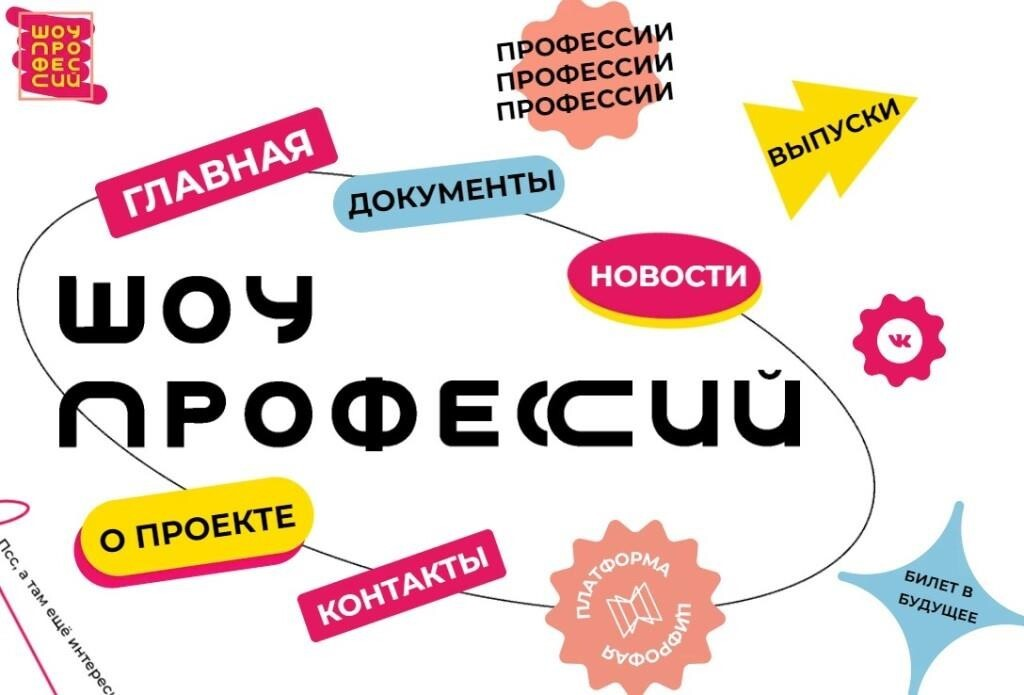 ШОУ
ПРО
ФЕС
СИЙ
ПРОФЕССИИ
ПРОФЕССИИ
ПРОФЕССИИ
ВЫПУСКИ
ГЛАВНАЯ
ДОКУМЕНТЫ
НОВОСТИ
ШОУ
ПРОФЕССИЙ
О ПРОЕКТЕ
КОНТАКТЫ
ПЛАТФОРМА
ЦИФРОФАЯ
БИЛЕТ В
БУДУЩЕЕ
Псс, а там ещё интерес